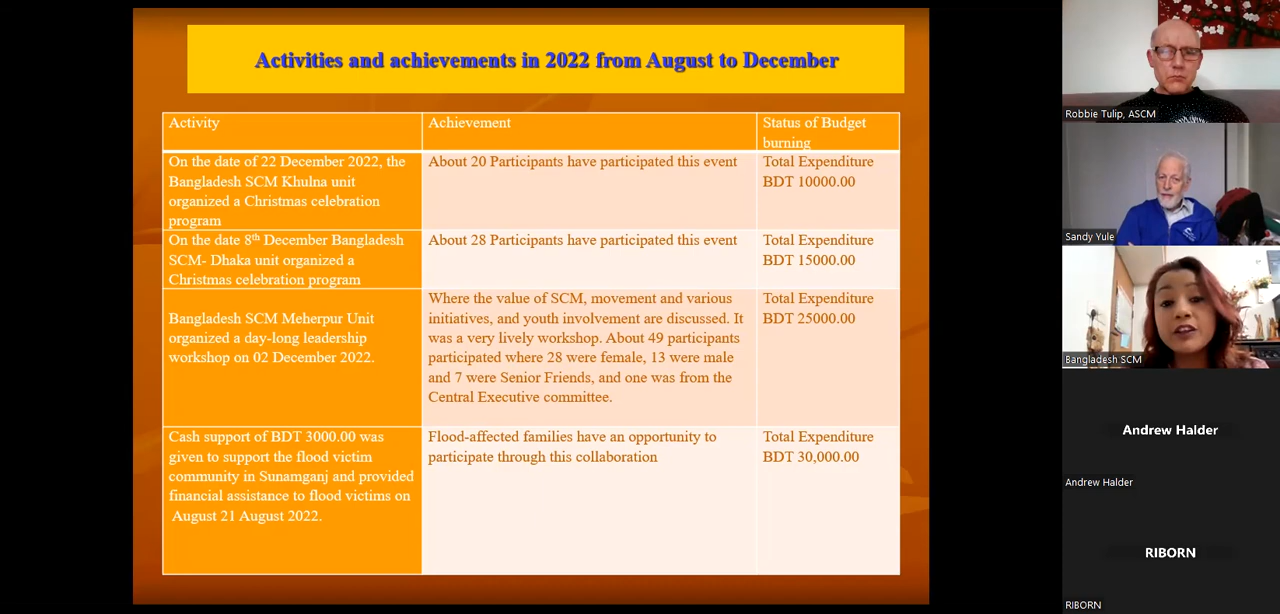 Activities and achievements in 2022 from August to December
Activity
Achievement
Status of Budget
burning
On the date of 22 December 2022, the
Bangladesh SCM Khulna unit
organized a Christmas celebration
program
About 20 Participants have participated this event
Total Expenditure
BDT 10000.00
On the date 8th December Bangladesh
SCM- Dhaka unit organized a
Christmas celebration program
About 28 Participants have participated this event
Total Expenditure
BDT 15000.00
Bangladesh SCM Meherpur Unit
organized a day-long leadership
workshop on 02 December 2022.
Where the value of SCM, movement and various
initiatives, and youth involvement are discussed. It
was a very lively workshop. About 49 participants
participated where 28 were female, 13 were male
and 7 were Senior Friends, and one was from the
Central Executive committee.
Total Expenditure
BDT 25000.00
Cash support of BDT 3000.00 was
given to support the flood victim
community in Sunamganj and provided
financial assistance to flood victims on
August 21 August 2022.
Flood-affected families have an opportunity to
participate through this collaboration
Total Expenditure
BDT 30,000.00
Robbie Tulip, ASCM
Sandy Yule
Bangladesh SCM
Andrew Halder
Andrew Halder
RIBORN
RIBORN